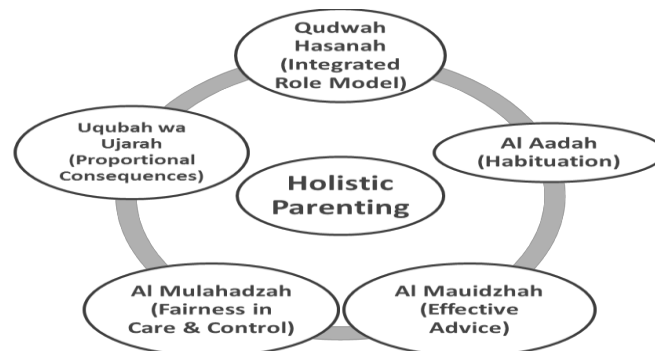 Qudwah
Hasanah
(Integrated
Role Model)
Uqubah wa
Ujarah
(Proportional
Consequences)
Al Aadah
(Habituation)
Holistic
Parenting
Al Mulahadzah
(Fairness in
Care & Control)
Al Mauidzhah
(Effective
Advice)